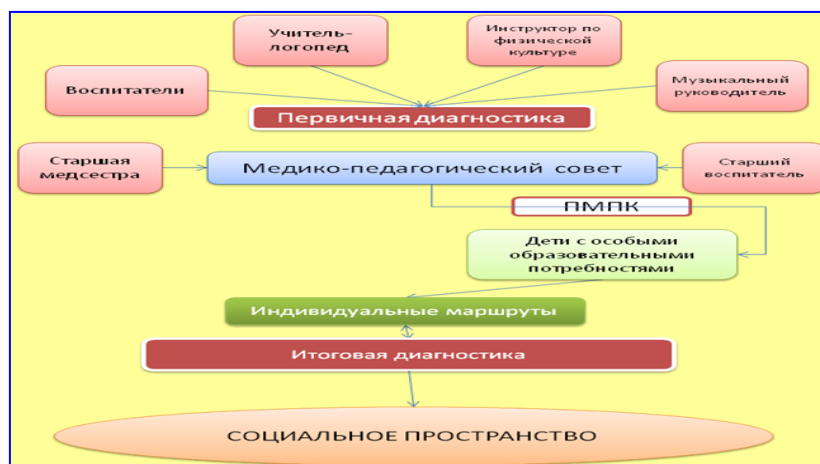 Учитель-
логопед
Инструктор по
физической
культуре
Воспитатели
Музыкальный
руководитель
Первичная диагностика
Старшая
медсестра
Медико-педагогический совет
Старший
воспитатель
ПМПК
Дети с особыми
образовательными
потребностями
Индивидуальные маршруты
Итоговая диагностика
СОЦИАЛЬНОЕ ПРОСТРАНСТВО